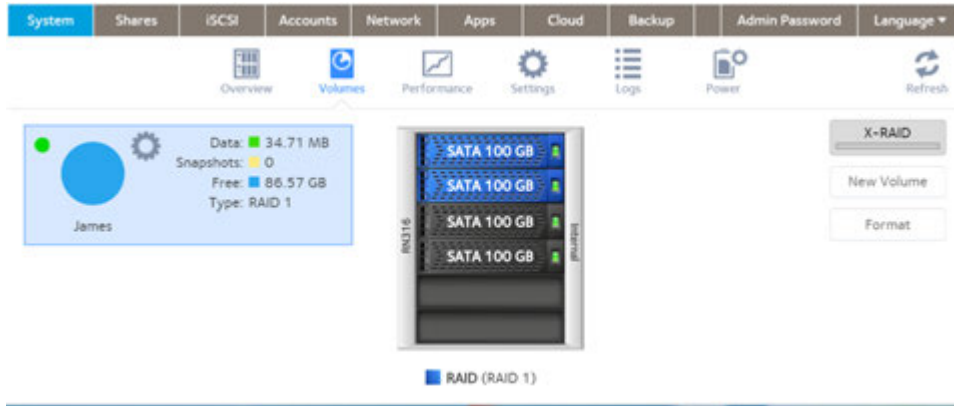 System Shares iSCSI Accounts Network Apps Cloud Backup Admin Password Language
Overview Volumes Performance Settings Logs Power Refresh
Data: 34.71 MB
Snapshots: 0
Free: 86.57 GB
Type: RAID 1
James
SATA 100 GB
SATA 100 GB
SATA 100 GB
SATA 100 GB
RN316
Internal
RAID (RAID 1)
X-RAID
New Volume
Format